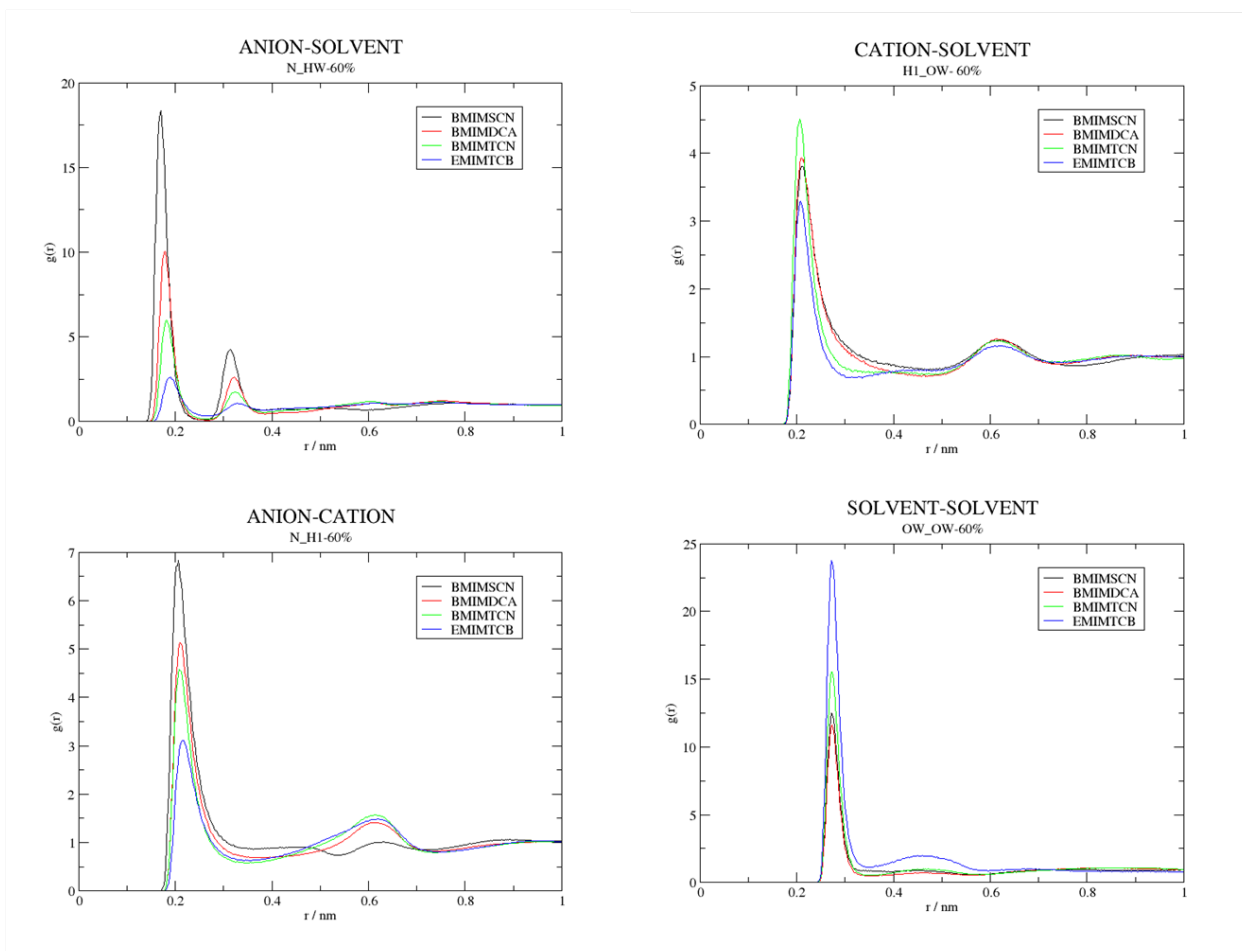 ANION-SOLVENT
N_HW-60%
20
15
10
5
0
g(r)
BMIMSCN
BMIMDCA
BMIMTCN
EMIMTCB
0 0.2 0.4 0.6 0.8 1
r / nm
CATION-SOLVENT
H1_OW- 60%
5
4
3
2
1
0
g(r)
BMIMSCN
BMIMDCA
BMIMTCN
EMIMTCB
0 0.2 0.4 0.6 0.8 1
r / nm
ANION-CATION
N_H1-60%
7
6
5
4
3
2
1
0
g(r)
BMIMSCN
BMIMDCA
BMIMTCN
EMIMTCB
0 0.2 0.4 0.6 0.8 1
r / nm
SOLVENT-SOLVENT
OW_OW-60%
25
20
15
10
5
0
g(r)
BMIMSCN
BMIMDCA
BMIMTCN
EMIMTCB
0 0.2 0.4 0.6 0.8 1
r / nm